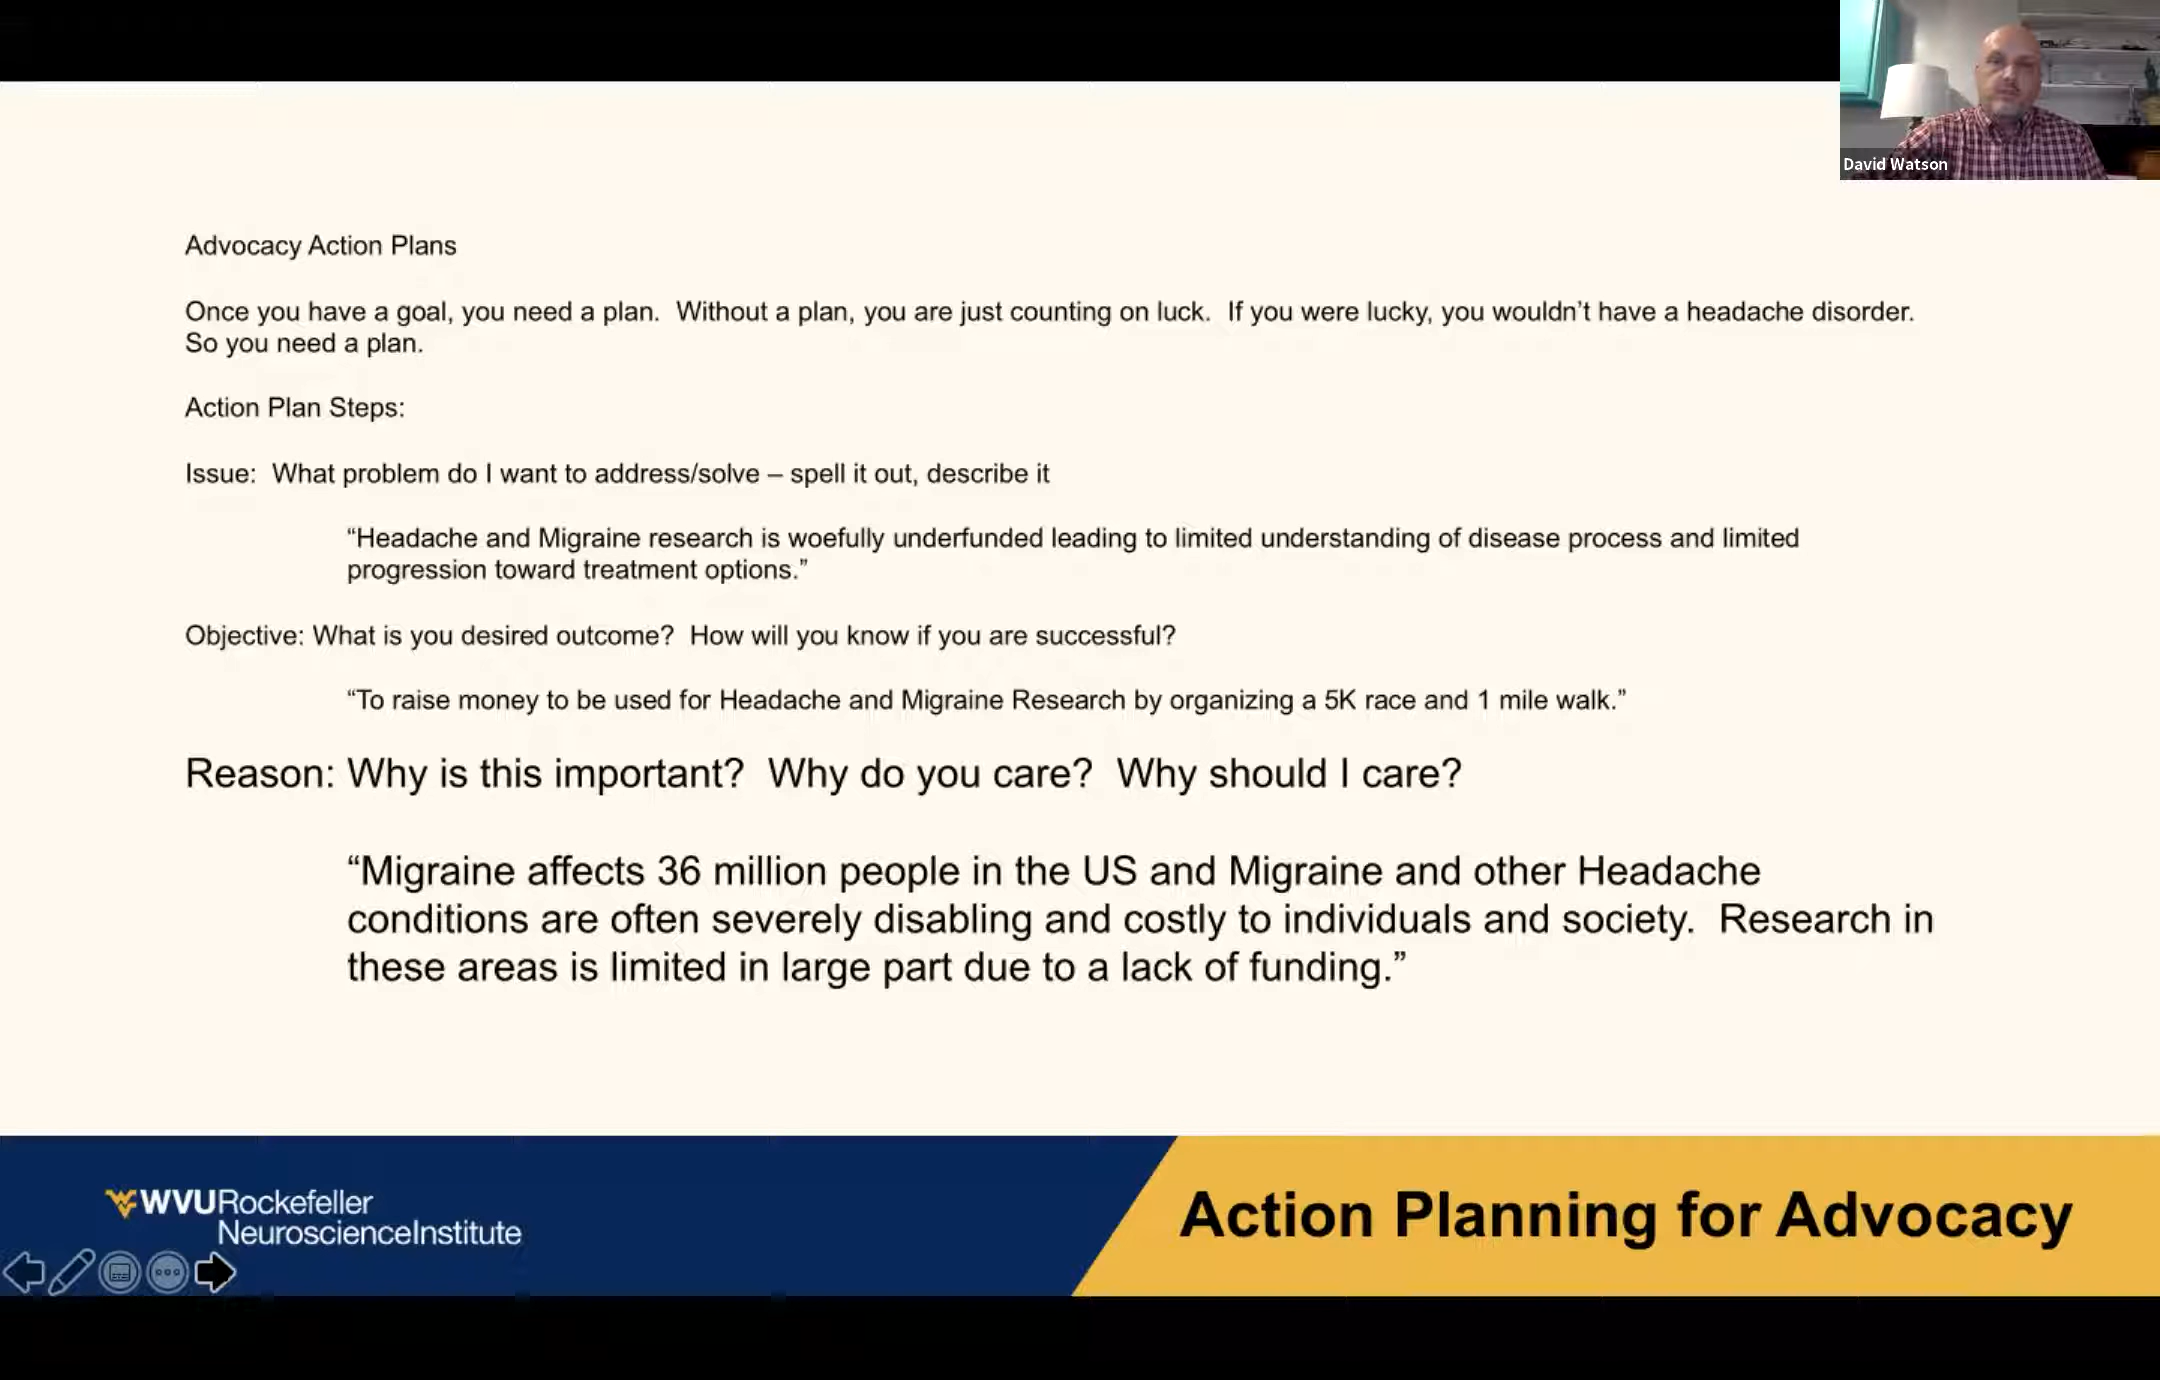 David Watson
Advocacy Action Plans
Once you have a goal, you need a plan.  Without a plan, you are just counting on luck.  If you were lucky, you wouldn’t have a headache disorder.
So you need a plan.
Action Plan Steps:
Issue:  What problem do I want to address/solve – spell it out, describe it
“Headache and Migraine research is woefully underfunded leading to limited understanding of disease process and limited
progression toward treatment options.”
Objective: What is you desired outcome?  How will you know if you are successful?
“To raise money to be used for Headache and Migraine Research by organizing a 5K race and 1 mile walk.”
Reason: Why is this important?  Why do you care?  Why should I care?
“Migraine affects 36 million people in the US and Migraine and other Headache
conditions are often severely disabling and costly to individuals and society.  Research in
these areas is limited in large part due to a lack of funding.”
WVURockefeller
NeuroscienceInstitute
Action Planning for Advocacy